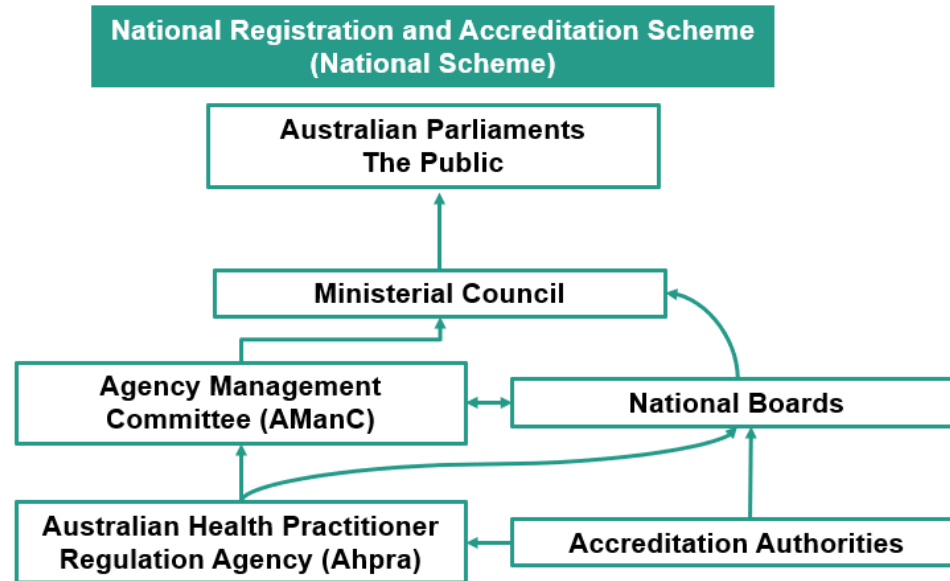 National Registration and Accreditation Scheme
(National Scheme)
Australian Parliaments
The Public
Ministerial Council
Agency Management
Committee (AManC)
National Boards
Australian Health Practitioner
Regulation Agency (Ahpra)
Accreditation Authorities